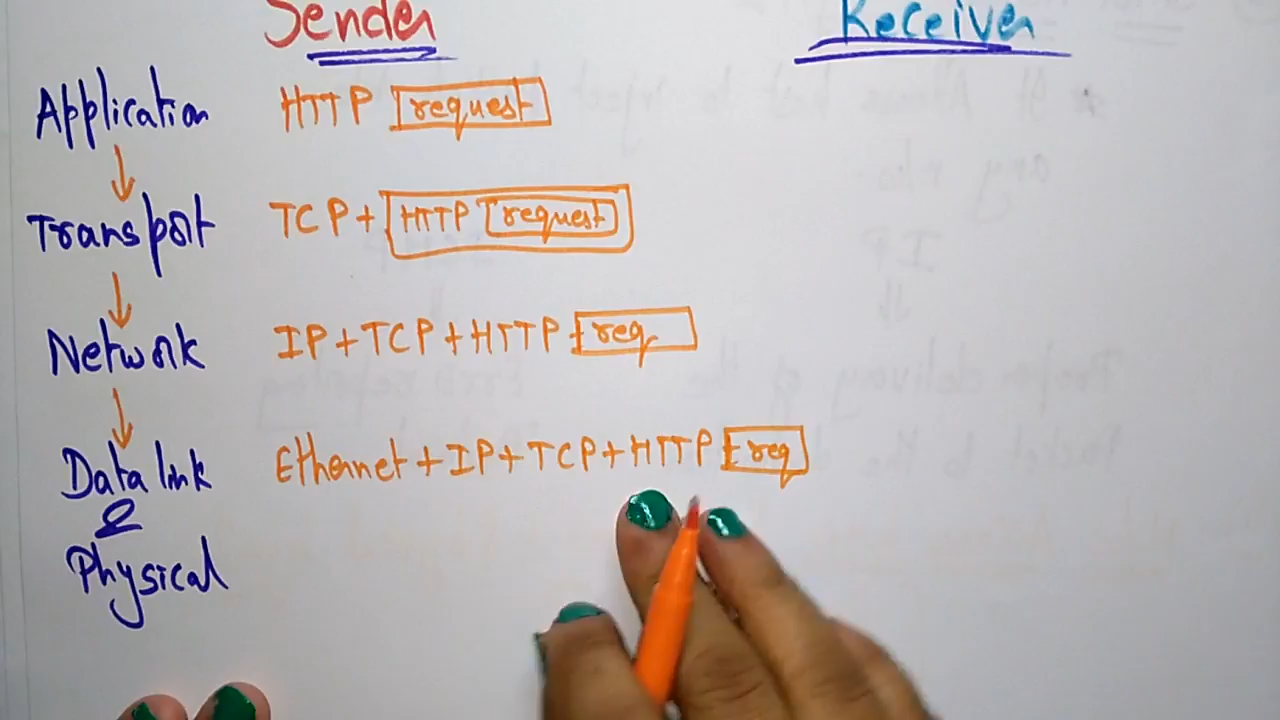 Sender Receiver
Application HTTP request
Transport TCP + HTTP request
Network IP + TCP + HTTP req
Data link Ethernet + IP + TCP + HTTP req
&
Physical